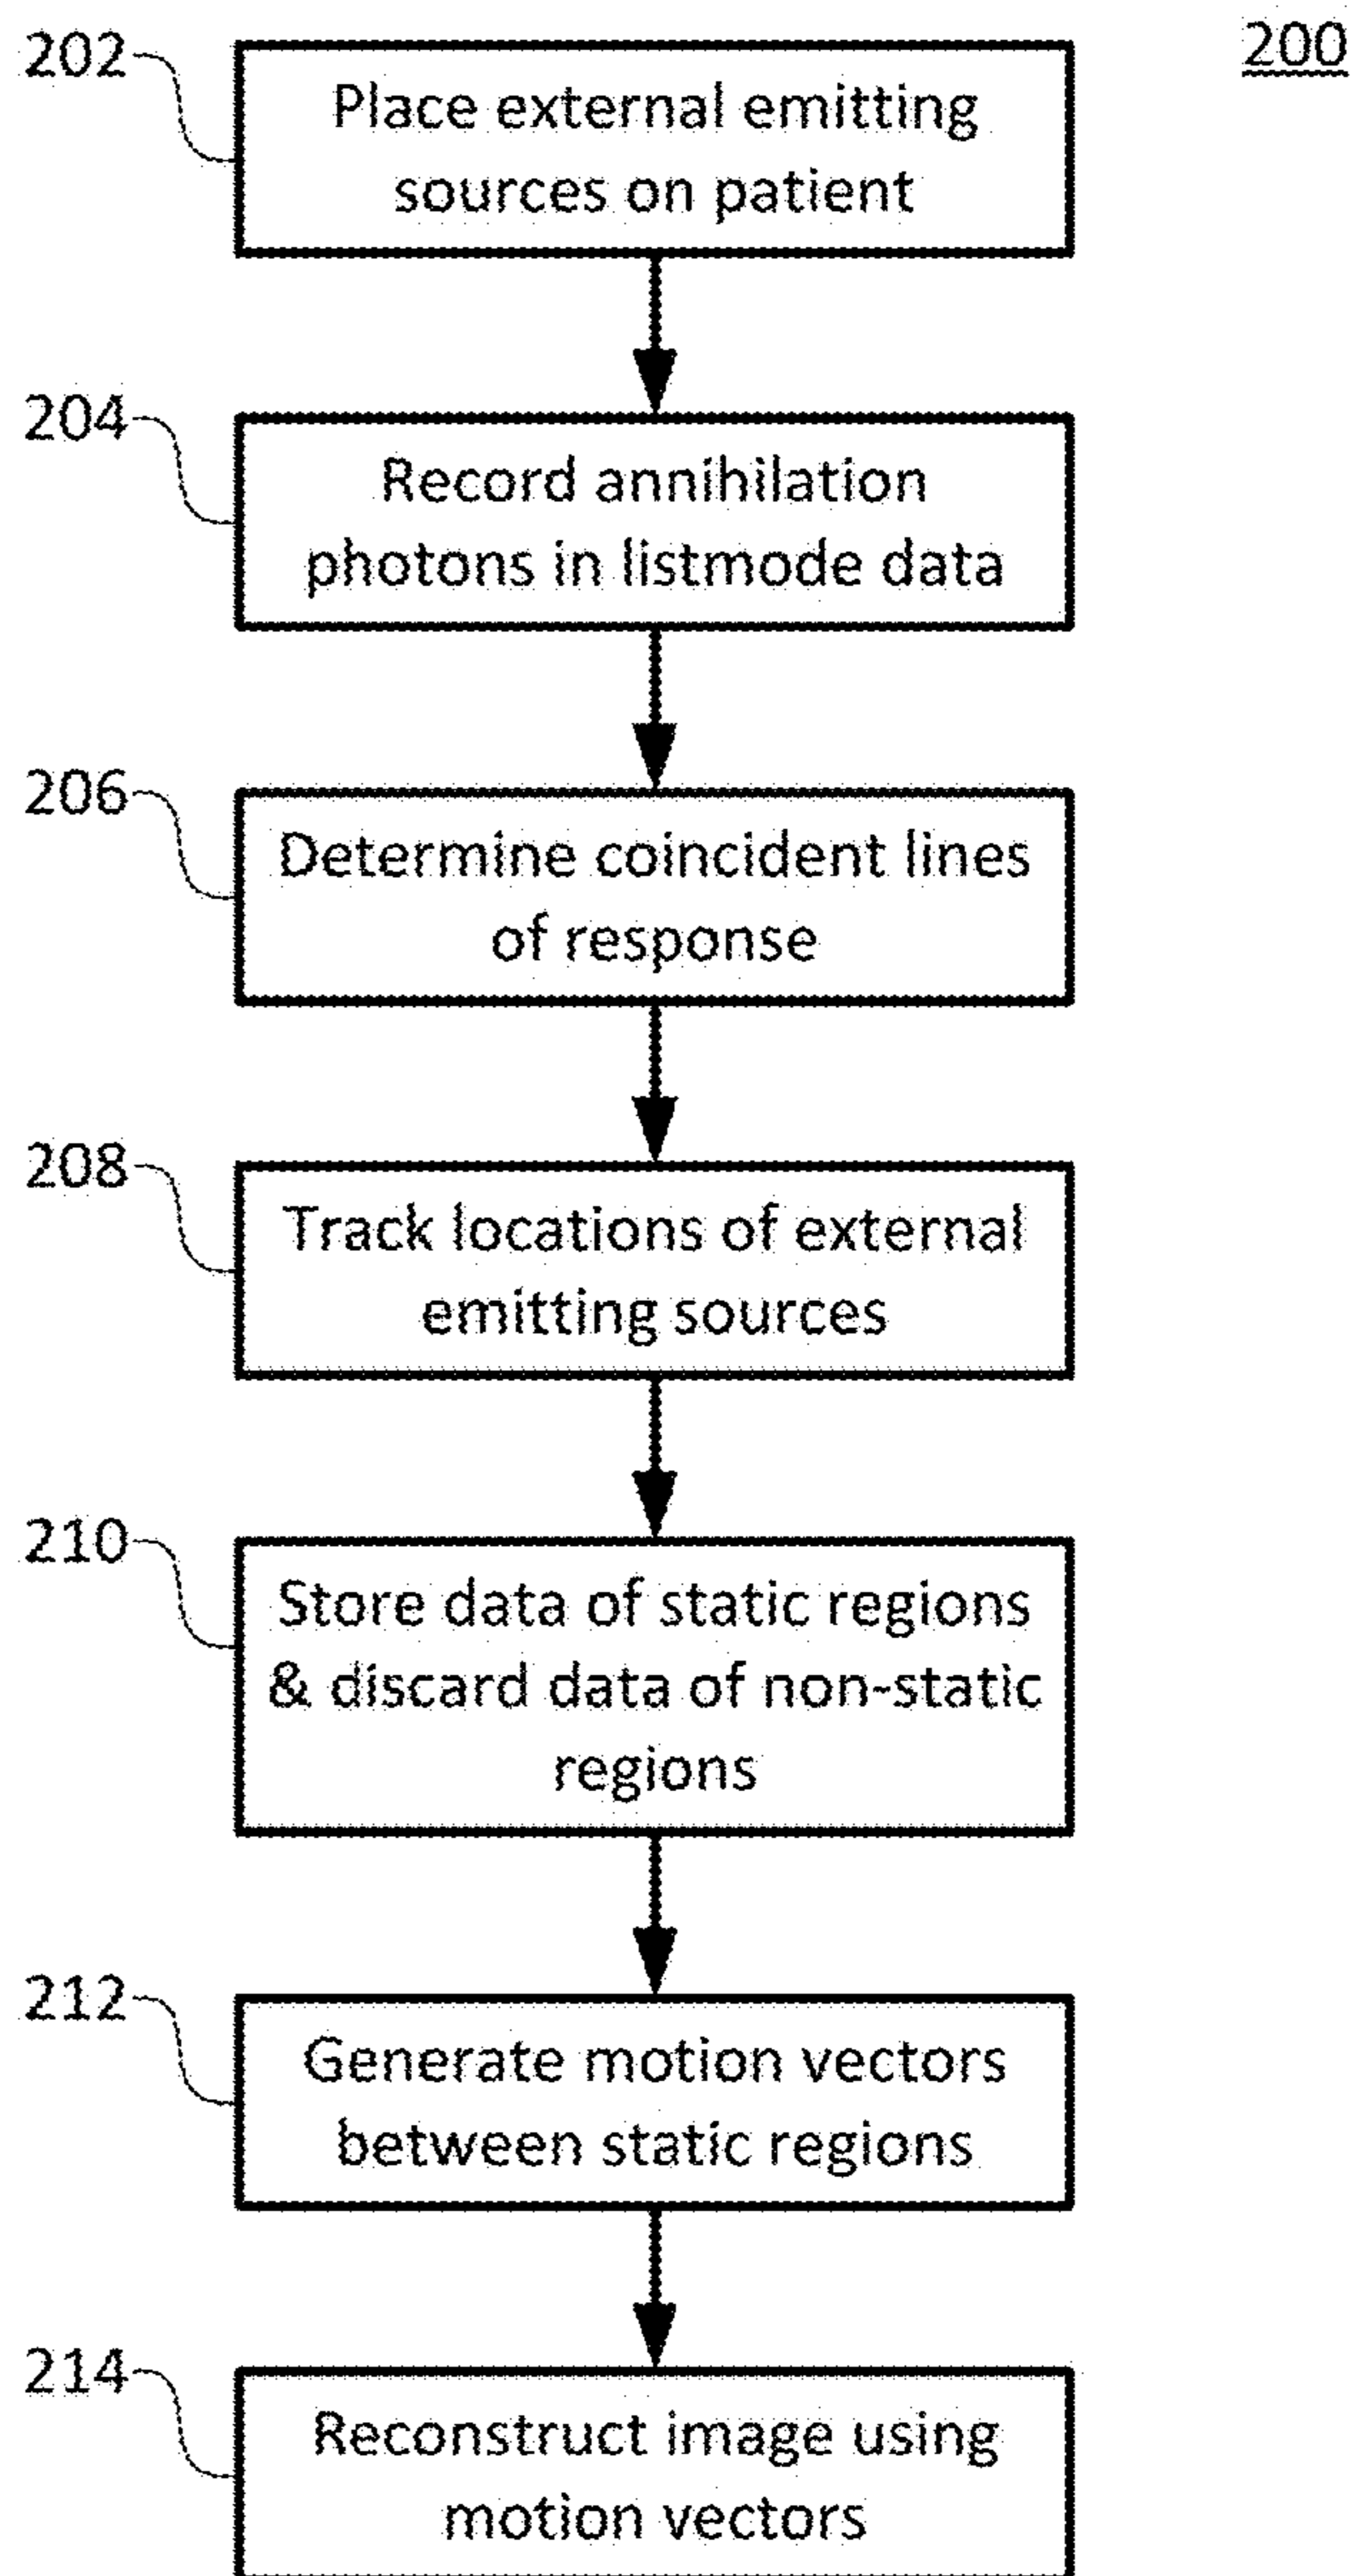 200
202
Place external emitting
sources on patient
204
Record annihilation
photons in listmode data
206
Determine coincident lines
of response
208
Track locations of external
emitting sources
210
Store data of static regions
& discard data of non-static
regions
212
Generate motion vectors
between static regions
214
Reconstruct image using
motion vectors